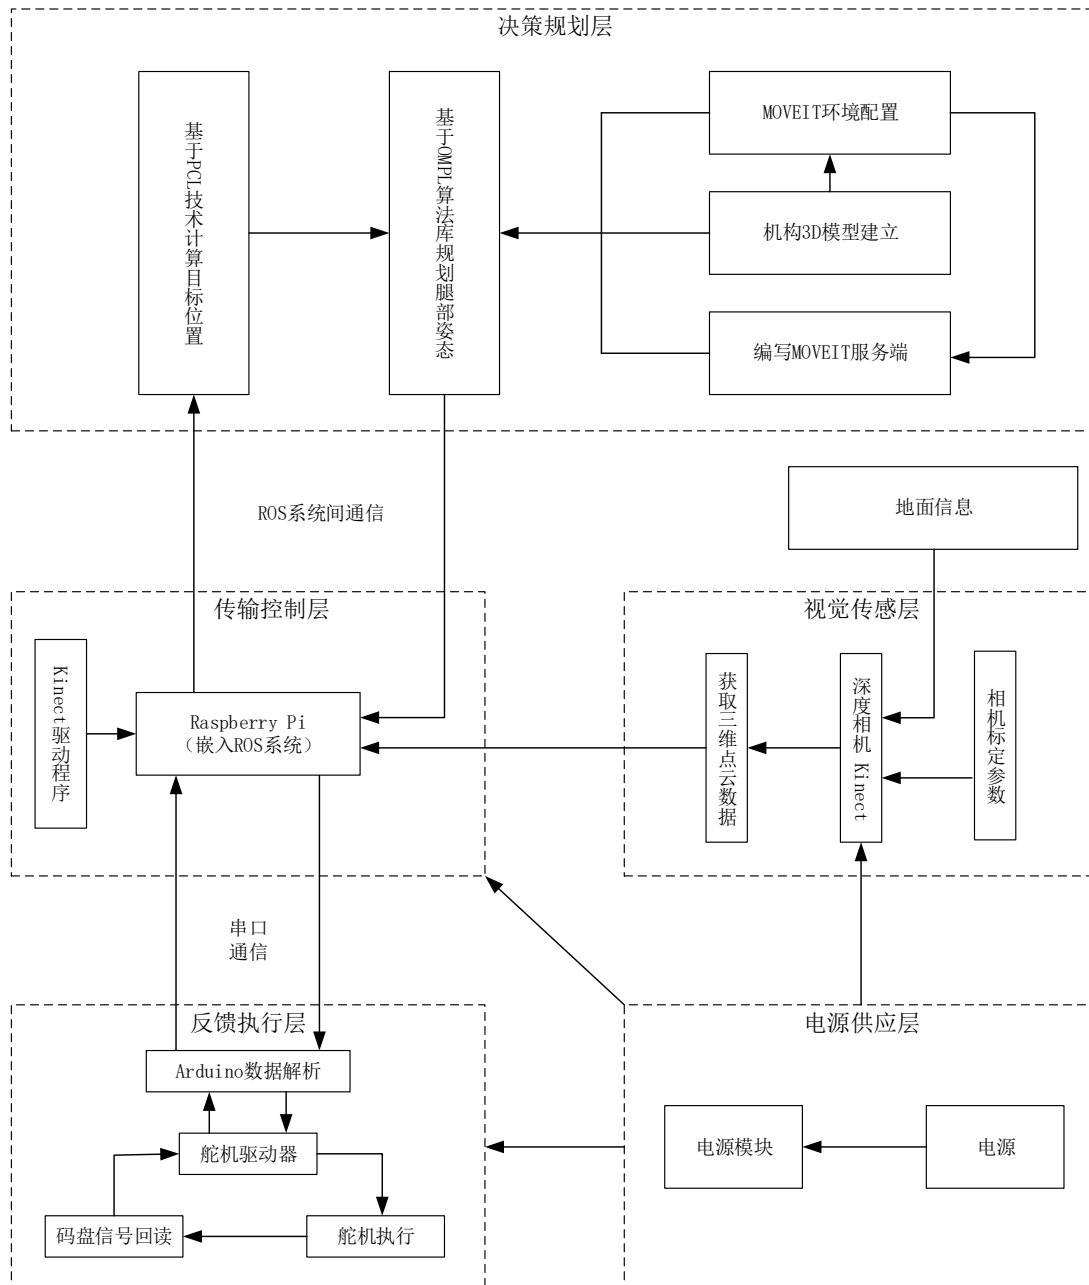 决策规划层
基于PCL技术计算目标位置
基于OMPL算法库规划腿部姿态
MOVEIT环境配置
机构3D模型建立
编写MOVEIT服务端
ROS系统间通信
地面信息
传输控制层
Kinect驱动程序
Raspberry Pi
（嵌入ROS系统）
视觉传感层
获取三维点云数据
深度相机 Kinect
相机标定参数
串口
通信
反馈执行层
Arduino数据解析
舵机驱动器
码盘信号回读
舵机执行
电源供应层
电源模块
电源